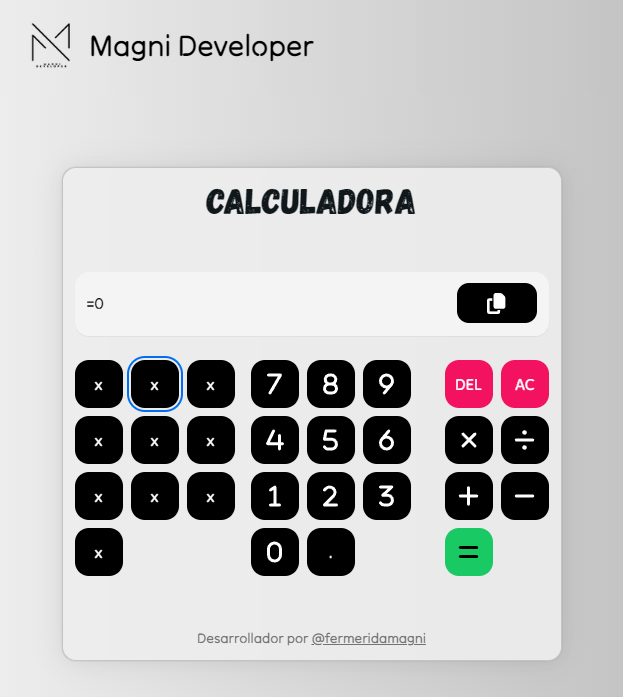 Magni Developer
CALCULADORA
=0
x x x 7 8 9 DEL AC
x x x 4 5 6 × ÷
x x x 1 2 3 + −
x 0 . =
Desarrollador por @fermeridamagni